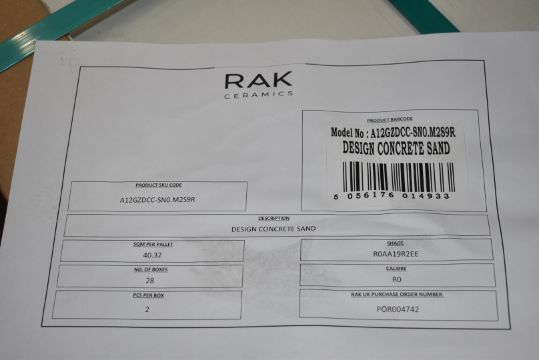 RAK
CERAMICS
PRODUCT BARCODE
Model No : A12GZDCC-SN0.M2S9R
DESIGN CONCRETE SAND
5 056176 014933
PRODUCT SKU CODE
A12GZDCC-SN0.M2S9R
DESCRIPTION
DESIGN CONCRETE SAND
SQM PER PALLET
40.32
SHADE
R0AA19R2EE
NO. OF BOXES
28
CALIBRE
R0
PCS PER BOX
2
RAK UK PURCHASE ORDER NUMBER
POR004742